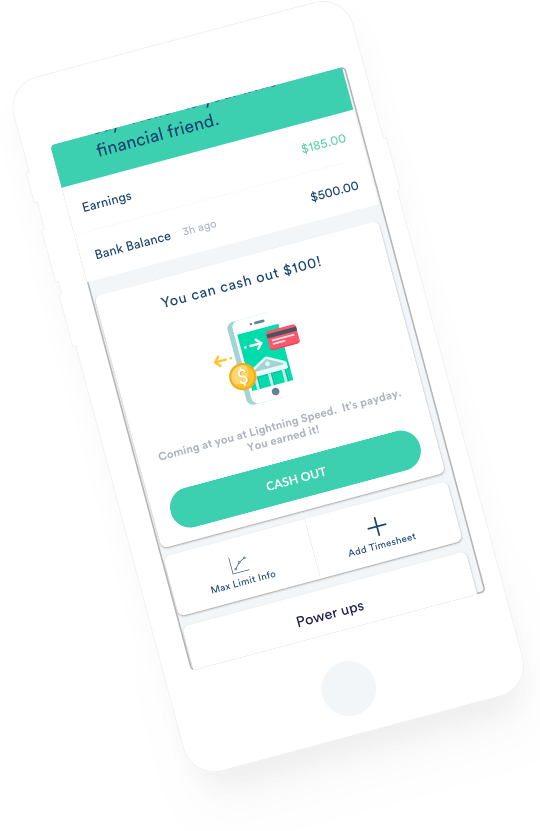 financial friend.
Earnings $185.00
Bank Balance 3h ago $500.00
You can cash out $100!
$
Coming at you at Lightning Speed. It's payday.
You earned it!
CASH OUT
Max Limit Info Add Timesheet
Power ups